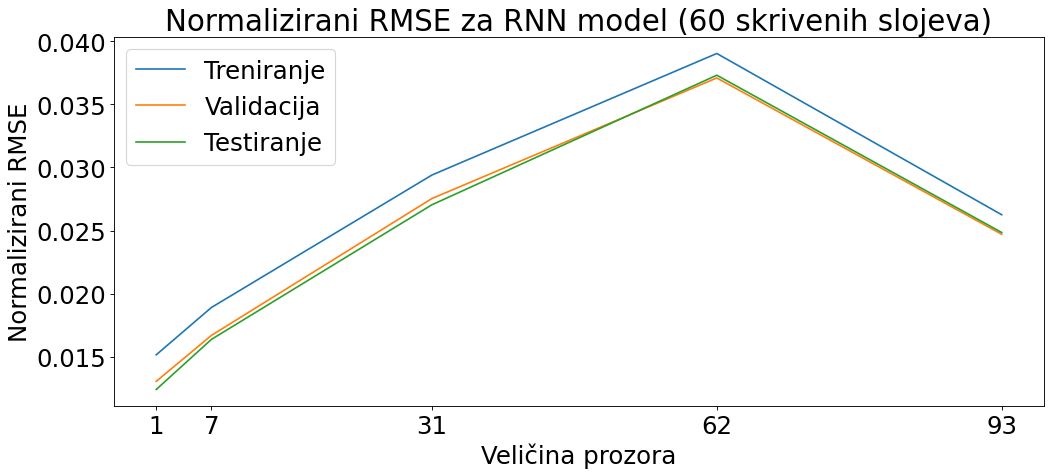 Normalizirani RMSE za RNN model (60 skrivenih slojeva)
Normalizirani RMSE
0.040
0.035
0.030
0.025
0.020
0.015
Treniranje
Validacija
Testiranje
1 7 31 62 93
Veličina prozora